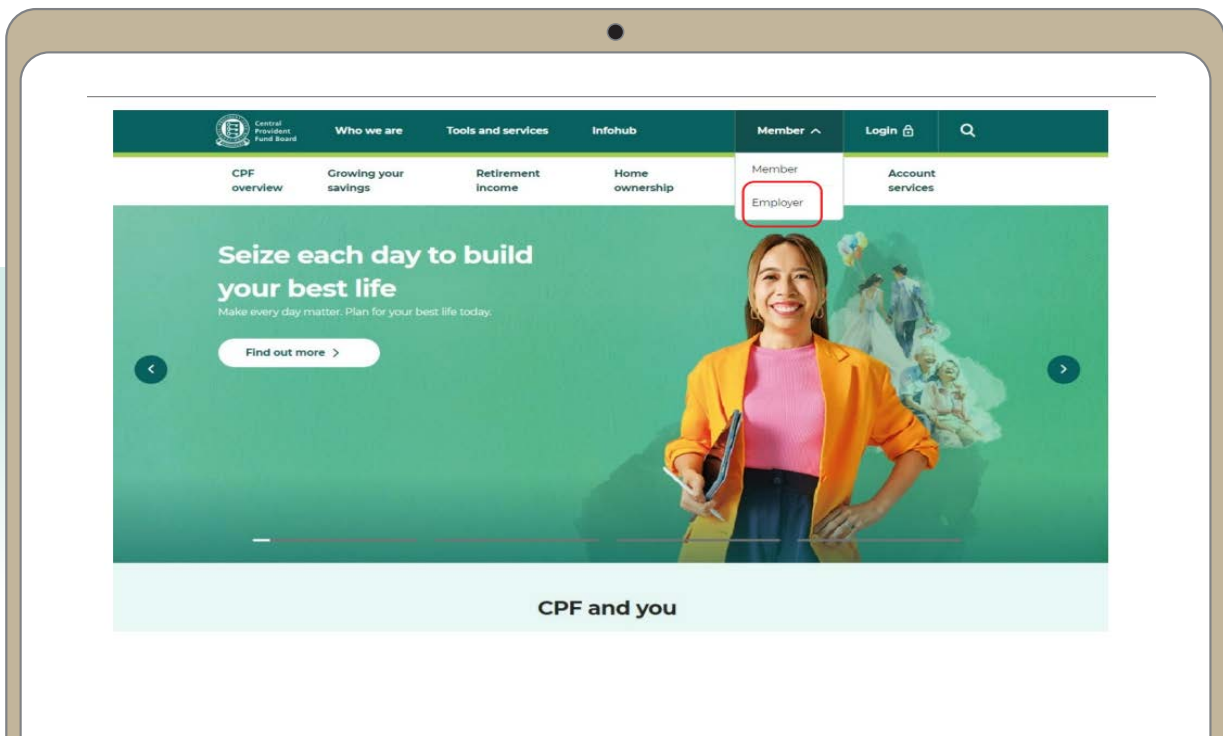 Central
Provident
Fund Board
Who we are
Tools and services
Infohub
Member
Login
CPF
overview
Growing your
savings
Retirement
income
Home
ownership
Member
Employer
Account
services
Seize each day to build
your best life
Make every day matter. Plan for your best life today.
Find out more >
CPF and you